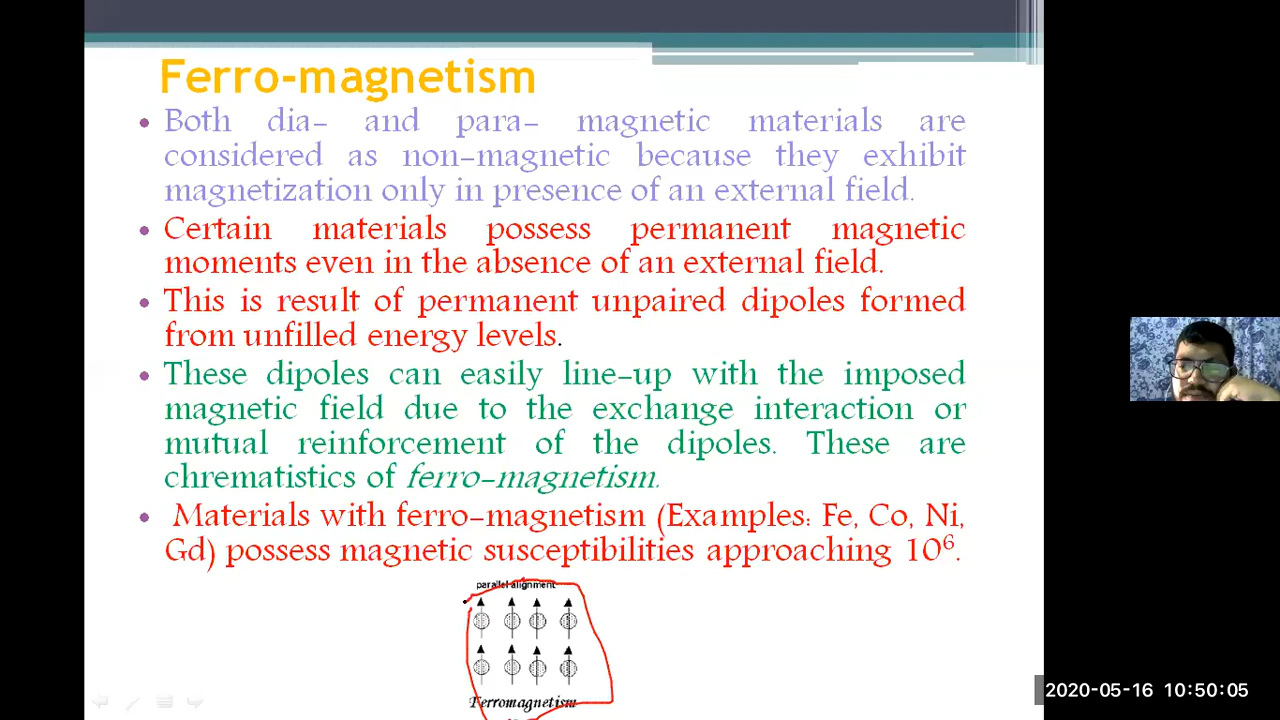 Ferro-magnetism
• Both dia- and para- magnetic materials are
considered as non-magnetic because they exhibit
magnetization only in presence of an external field.
• Certain materials possess permanent magnetic
moments even in the absence of an external field.
• This is result of permanent unpaired dipoles formed
from unfilled energy levels.
• These dipoles can easily line-up with the imposed
magnetic field due to the exchange interaction or
mutual reinforcement of the dipoles. These are
chrematistics of ferro-magnetism.
• Materials with ferro-magnetism (Examples: Fe, Co, Ni,
Gd) possess magnetic susceptibilities approaching 10⁶.
parallel alignment
Ferromagnetism
2020-05-16 10:50:05